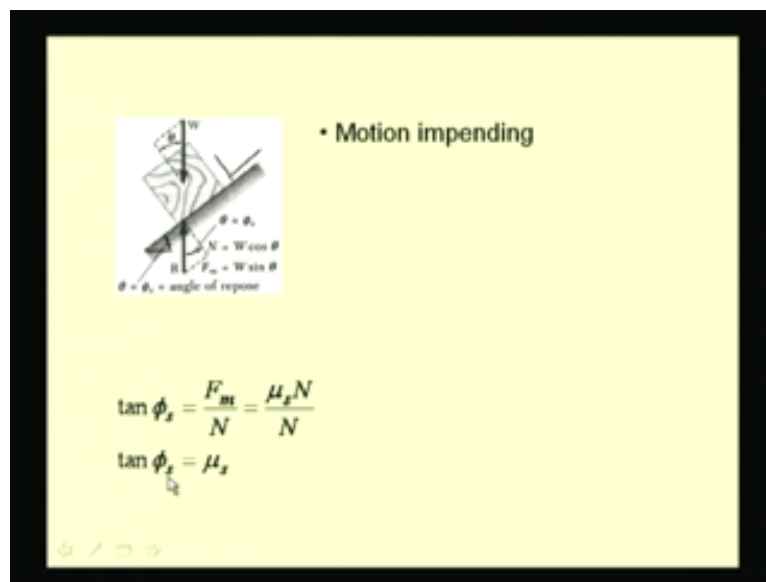 • Motion impending
W
θ
θ = ϕₛ
N = W cos θ
R Fₘ = W sin θ
θ = ϕₛ = angle of repose
tan ϕₛ = Fₘ/N = μₛN/N
tan ϕₛ = μₛ